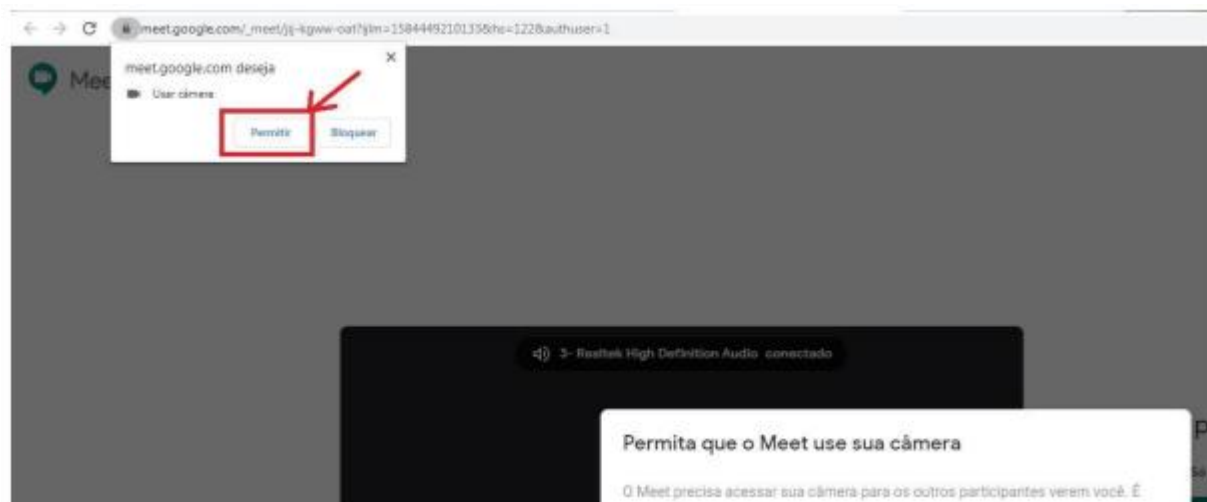 meet.google.com/_meet/jij-kgww-oat?ijlm=1584449210133&hs=122&authuser=1
Mee
meet.google.com deseja
Usar câmera
Permitir Bloquear
3- Realtek High Definition Audio conectado
Permita que o Meet use sua câmera
O Meet precisa acessar sua câmera para os outros participantes verem você. É